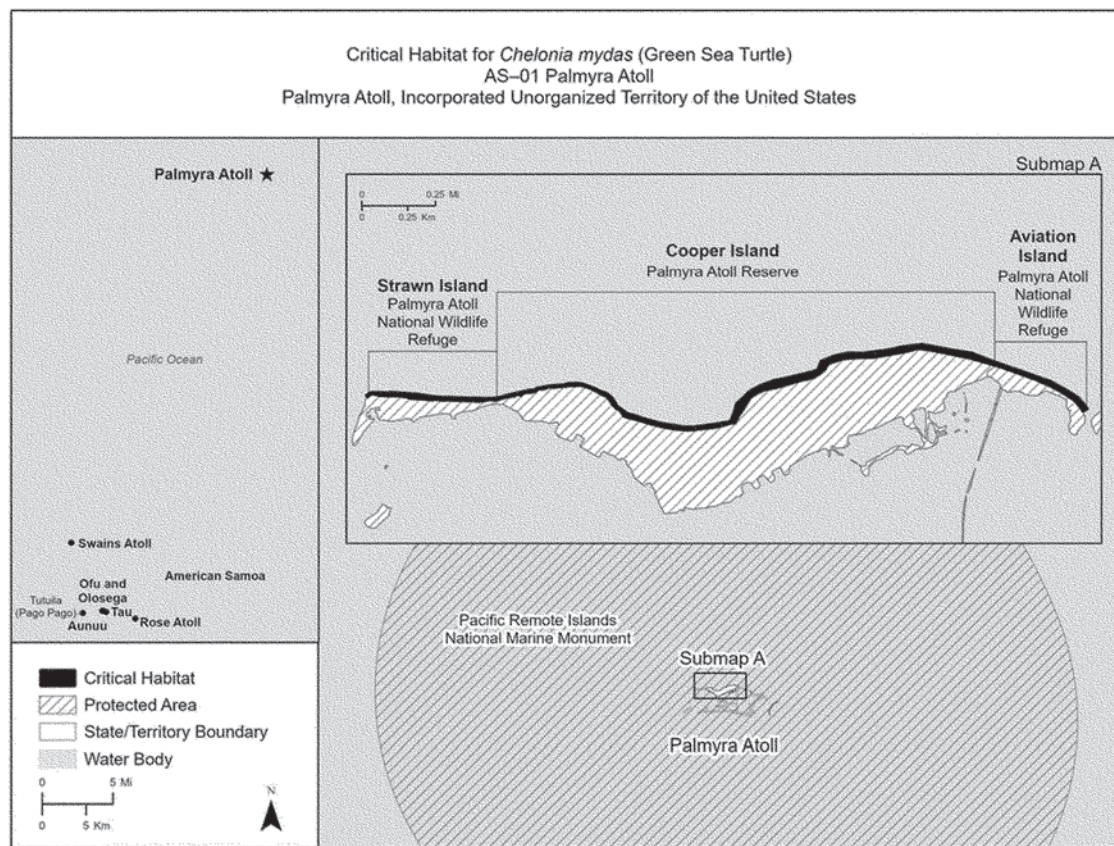 Critical Habitat for Chelonia mydas (Green Sea Turtle)
AS–01 Palmyra Atoll
Palmyra Atoll, Incorporated Unorganized Territory of the United States
Palmyra Atoll
Pacific Ocean
Swains Atoll
American Samoa
Ofu and
Olosega
Tutuila
(Pago Pago)
Tau
Aunuu
Rose Atoll
Submap A
0 0.25 Mi
0 0.25 Km
Strawn Island
Palmyra Atoll
National Wildlife
Refuge
Cooper Island
Palmyra Atoll Reserve
Aviation
Island
Palmyra Atoll
National
Wildlife
Refuge
Pacific Remote Islands
National Marine Monument
Submap A
Palmyra Atoll
Critical Habitat
Protected Area
State/Territory Boundary
Water Body
0 5 Mi
0 5 Km
N